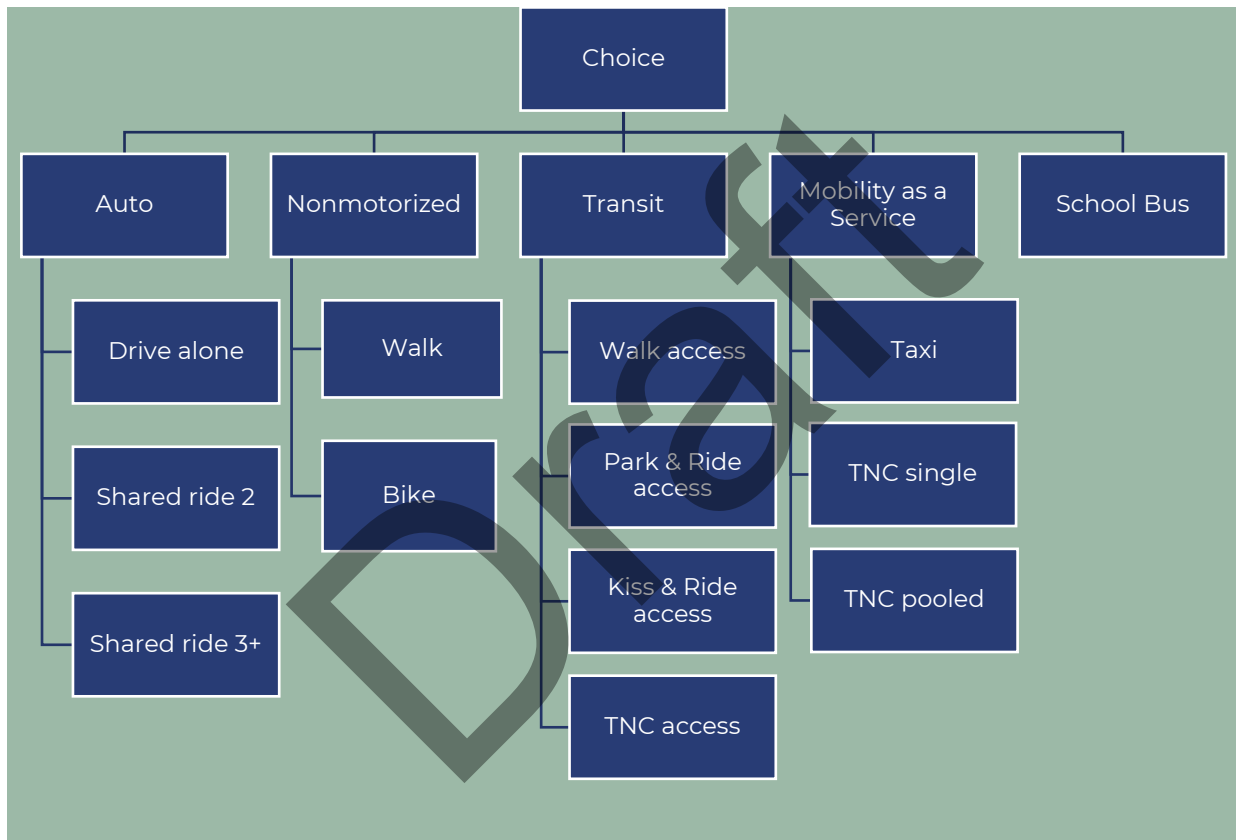 Choice
Auto
Nonmotorized
Transit
Mobility as a
Service
School Bus
Drive alone
Shared ride 2
Shared ride 3+
Walk
Bike
Walk access
Park & Ride
access
Kiss & Ride
access
TNC access
Taxi
TNC single
TNC pooled
Draft